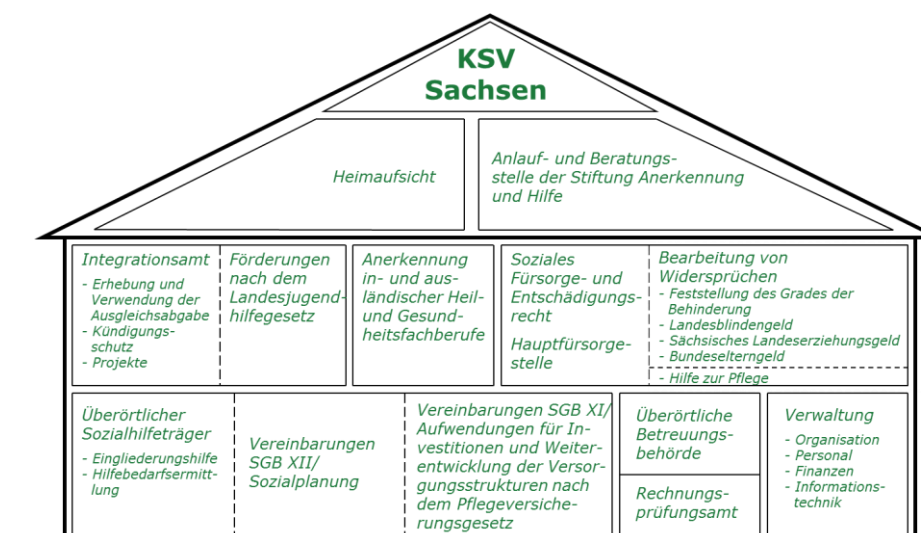 KSV
Sachsen
Heimaufsicht
Anlauf- und Beratungs-
stelle der Stiftung Anerkennung
und Hilfe
Integrationsamt
- Erhebung und
Verwendung der
Ausgleichsabgabe
- Kündigungs-
schutz
- Projekte
Förderungen
nach dem
Landesjugend-
hilfegesetz
Anerkennung
in- und aus-
ländischer Heil-
und Gesund-
heitsfachberufe
Soziales
Fürsorge- und
Entschädigungs-
recht
Hauptfürsorge-
stelle
Bearbeitung von
Widersprüchen
- Feststellung des Grades der
Behinderung
- Landesblindengeld
- Sächsisches Landeserziehungsgeld
- Bundeselterngeld
- Hilfe zur Pflege
Überörtlicher
Sozialhilfeträger
- Eingliederungshilfe
- Hilfebedarfsermitt-
lung
Vereinbarungen
SGB XII/
Sozialplanung
Vereinbarungen SGB XI/
Aufwendungen für In-
vestitionen und Weiter-
entwicklung der Versor-
gungsstrukturen nach
dem Pflegeversiche-
rungsgesetz
Überörtliche
Betreuungs-
behörde
Rechnungs-
prüfungsamt
Verwaltung
- Organisation
- Personal
- Finanzen
- Informations-
technik